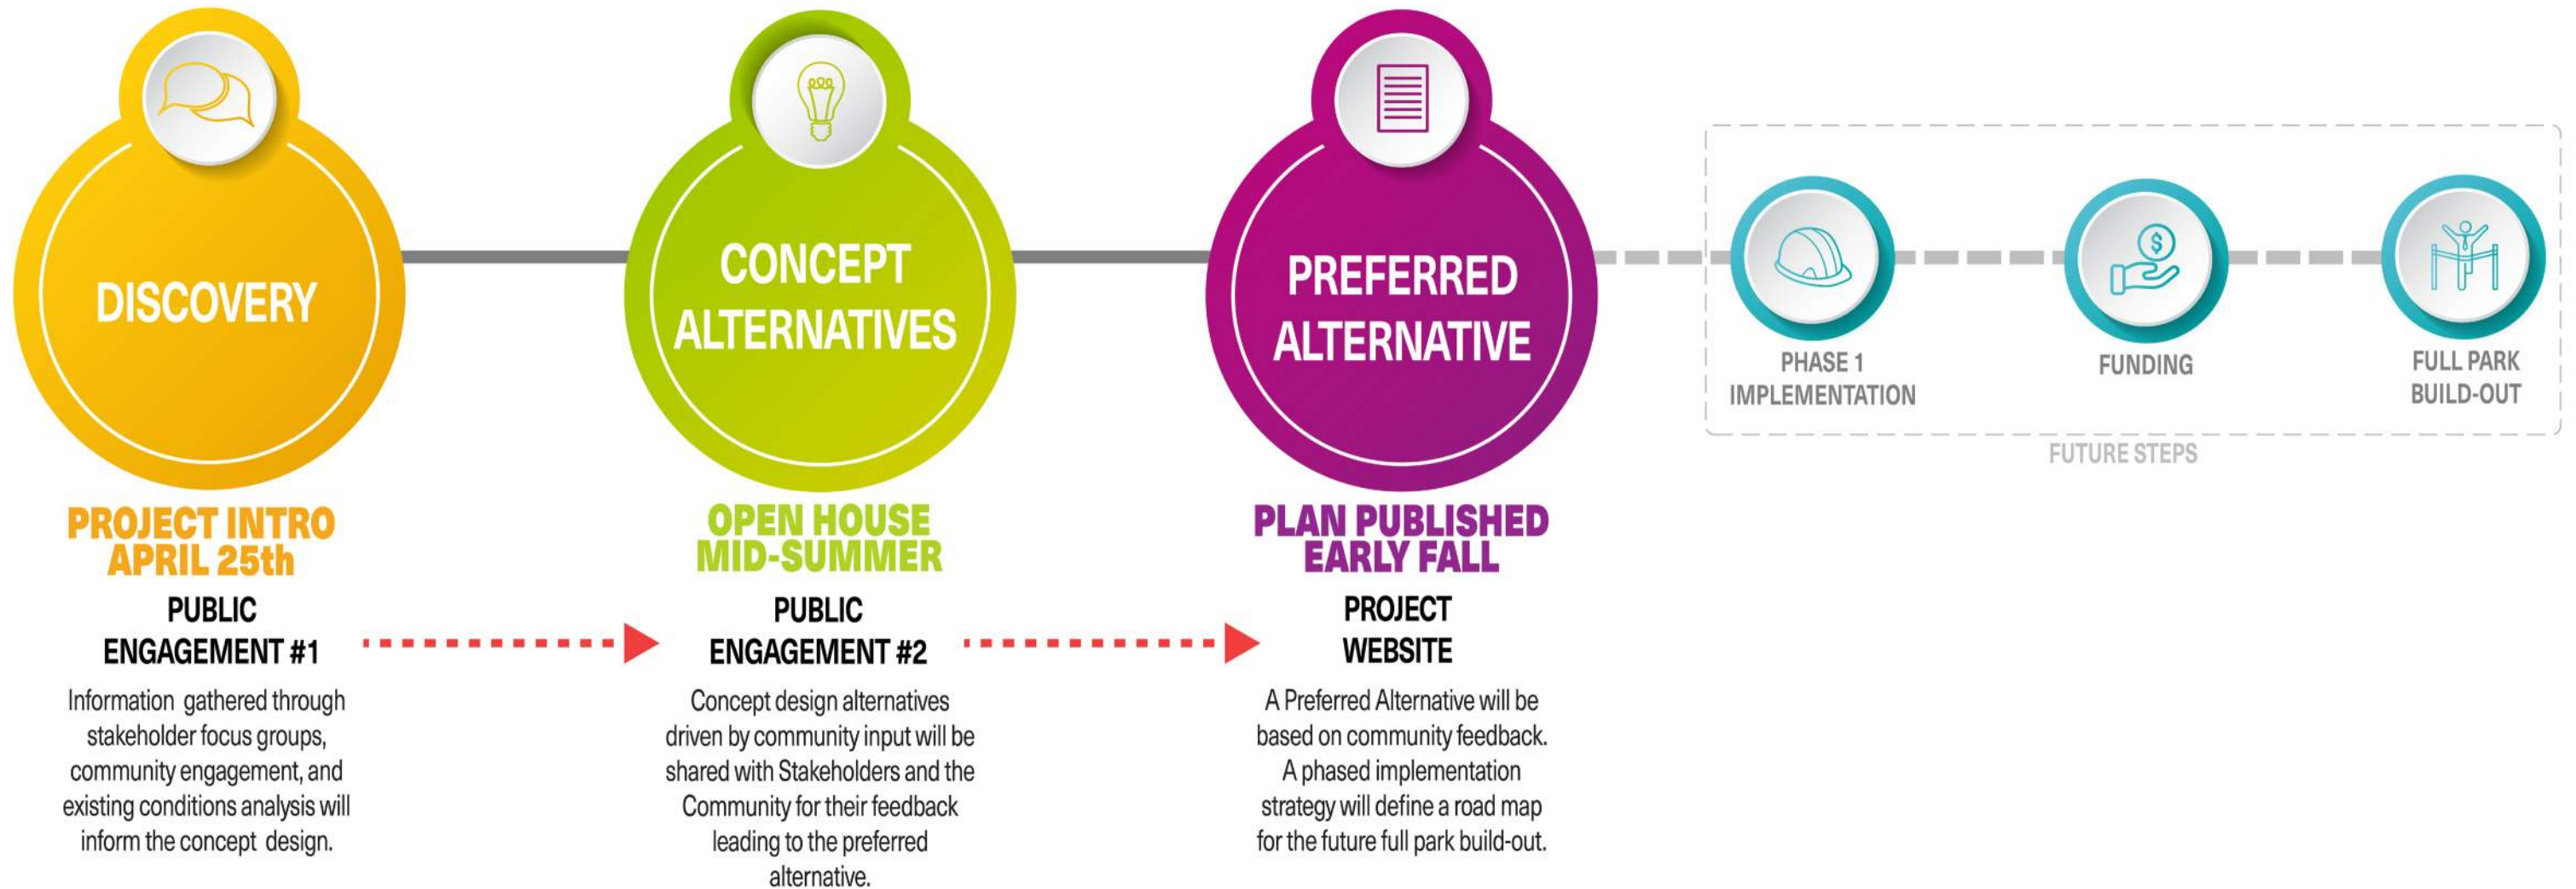 DISCOVERY
PROJECT INTRO
APRIL 25th
PUBLIC
ENGAGEMENT #1
Information gathered through
stakeholder focus groups,
community engagement, and
existing conditions analysis will
inform the concept design.
CONCEPT
ALTERNATIVES
OPEN HOUSE
MID-SUMMER
PUBLIC
ENGAGEMENT #2
Concept design alternatives
driven by community input will be
shared with Stakeholders and the
Community for their feedback
leading to the preferred
alternative.
PREFERRED
ALTERNATIVE
PLAN PUBLISHED
EARLY FALL
PROJECT
WEBSITE
A Preferred Alternative will be
based on community feedback.
A phased implementation
strategy will define a road map
for the future full park build-out.
PHASE 1
IMPLEMENTATION
$
FUNDING
FULL PARK
BUILD-OUT
FUTURE STEPS